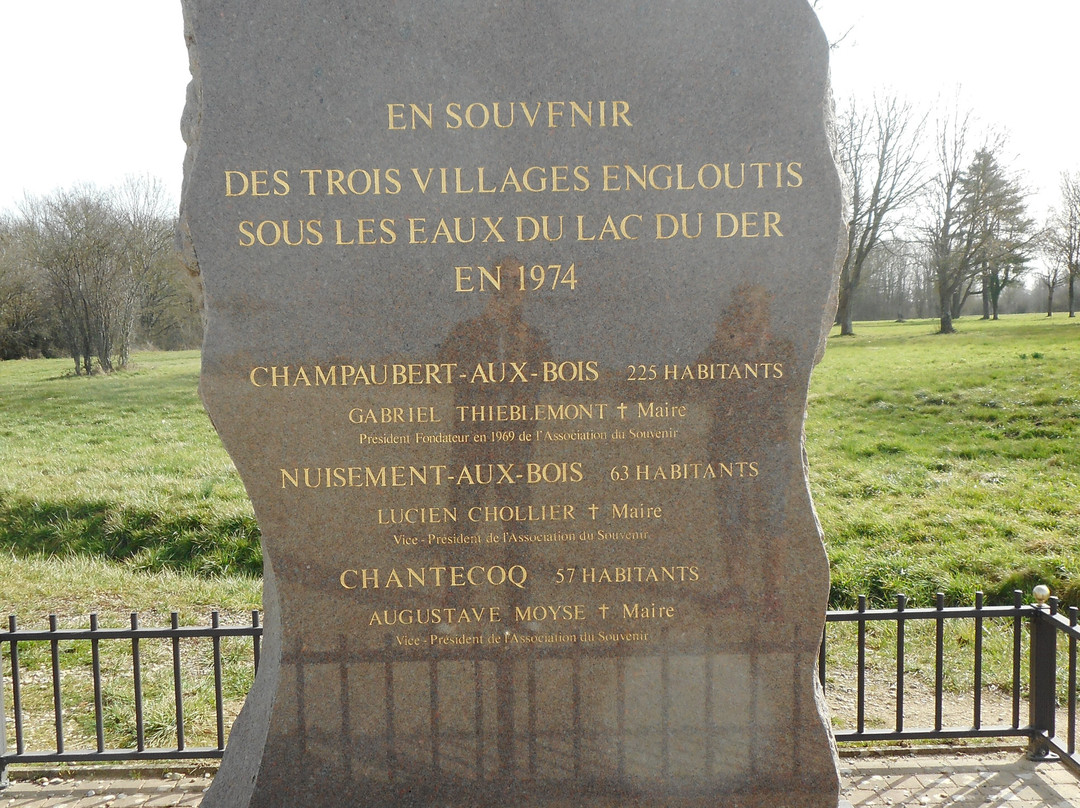 EN SOUVENIR
DES TROIS VILLAGES ENGLOUTIS
SOUS LES EAUX DU LAC DU DER
EN 1974
CHAMPAUBERT-AUX-BOIS 225 HABITANTS
GABRIEL THIEBLEMONT † Maire
Président Fondateur en 1969 de l'Association du Souvenir
NUISEMENT-AUX-BOIS 63 HABITANTS
LUCIEN CHOLLIER † Maire
Vice - Président de l'Association du Souvenir
CHANTECOQ 57 HABITANTS
AUGUSTAVE MOYSE † Maire
Vice - Président de l'Association du Souvenir